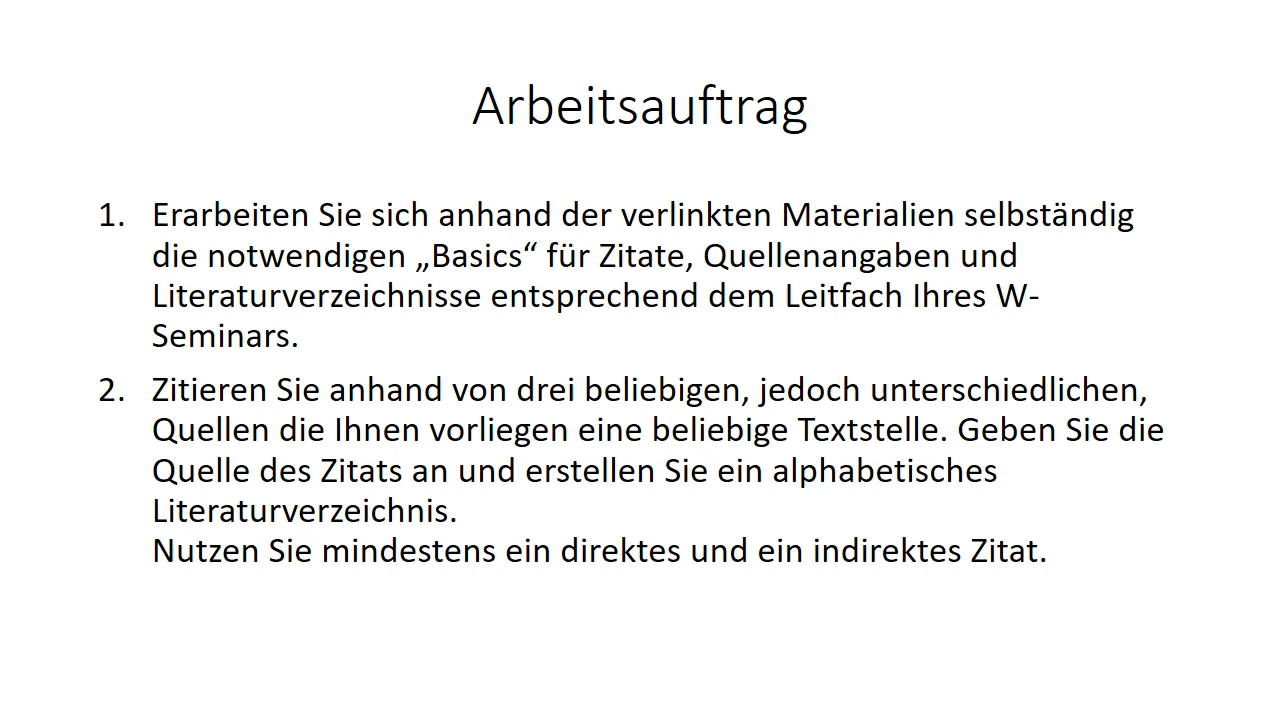 Arbeitsauftrag
1. Erarbeiten Sie sich anhand der verlinkten Materialien selbständig
die notwendigen „Basics“ für Zitate, Quellenangaben und
Literaturverzeichnisse entsprechend dem Leitfach Ihres W-
Seminars.
2. Zitieren Sie anhand von drei beliebigen, jedoch unterschiedlichen,
Quellen die Ihnen vorliegen eine beliebige Textstelle. Geben Sie die
Quelle des Zitats an und erstellen Sie ein alphabetisches
Literaturverzeichnis.
Nutzen Sie mindestens ein direktes und ein indirektes Zitat.